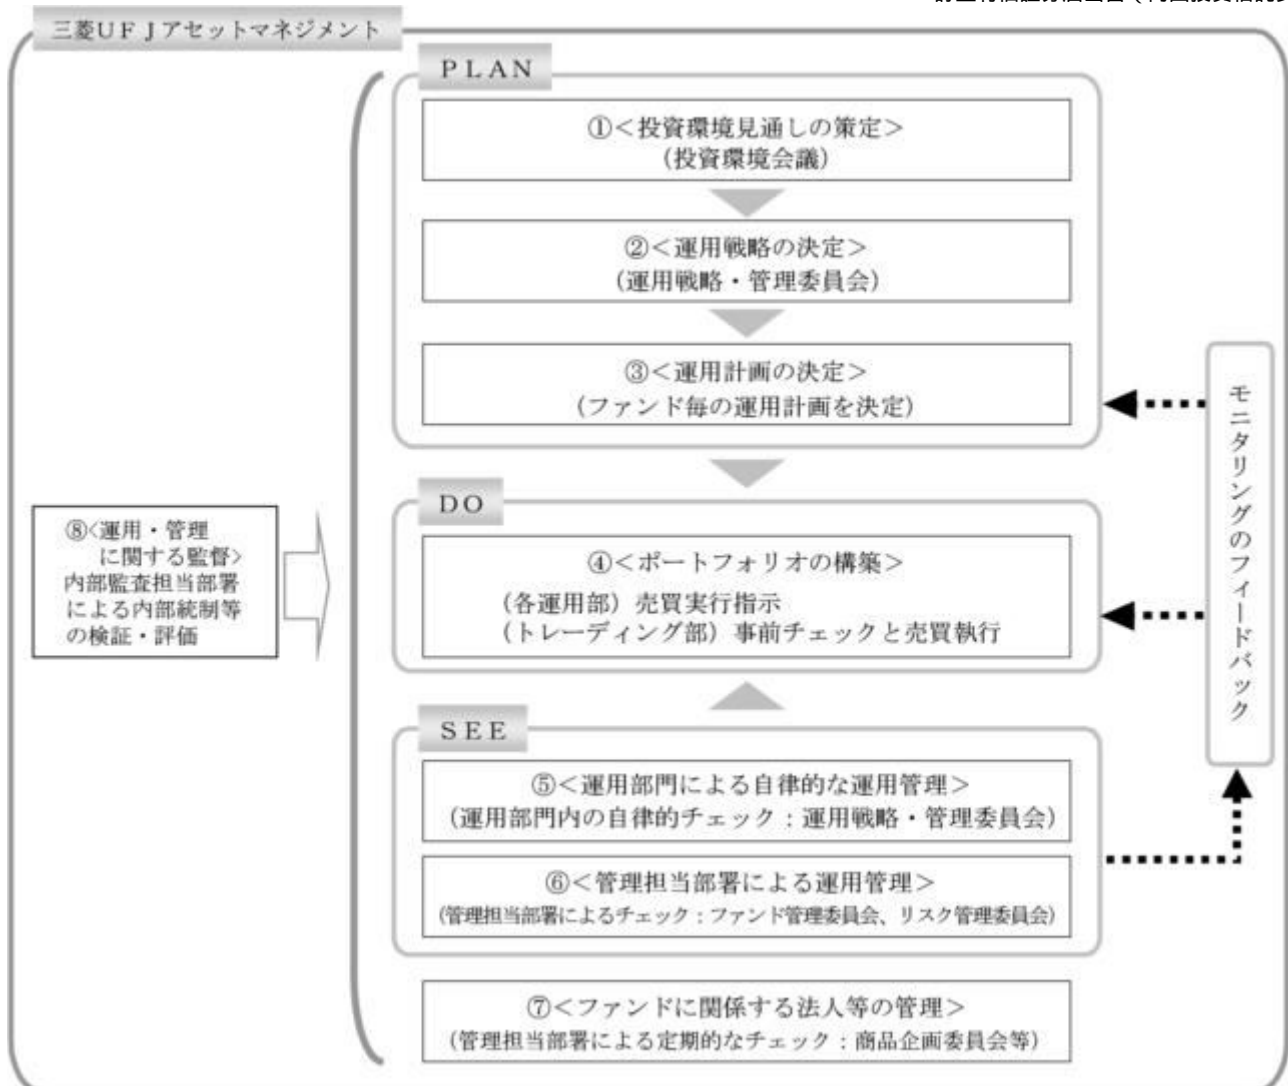 三菱UFJアセットマネジメント
PLAN
①<投資環境見通しの策定>
(投資環境会議)
②<運用戦略の決定>
(運用戦略・管理委員会)
③<運用計画の決定>
(ファンド毎の運用計画を決定)
DO
④<ポートフォリオの構築>
(各運用部)売買実行指示
(トレーディング部)事前チェックと売買執行
SEE
⑤<運用部門による自律的な運用管理>
(運用部門内の自律的チェック:運用戦略・管理委員会)
⑥<管理担当部署による運用管理>
(管理担当部署によるチェック:ファンド管理委員会、リスク管理委員会)
⑦<ファンドに関係する法人等の管理>
(管理担当部署による定期的なチェック:商品企画委員会等)
⑧<運用・管理
に関する監督>
内部監査担当部署
による内部統制等
の検証・評価
モニタリングのフィードバック